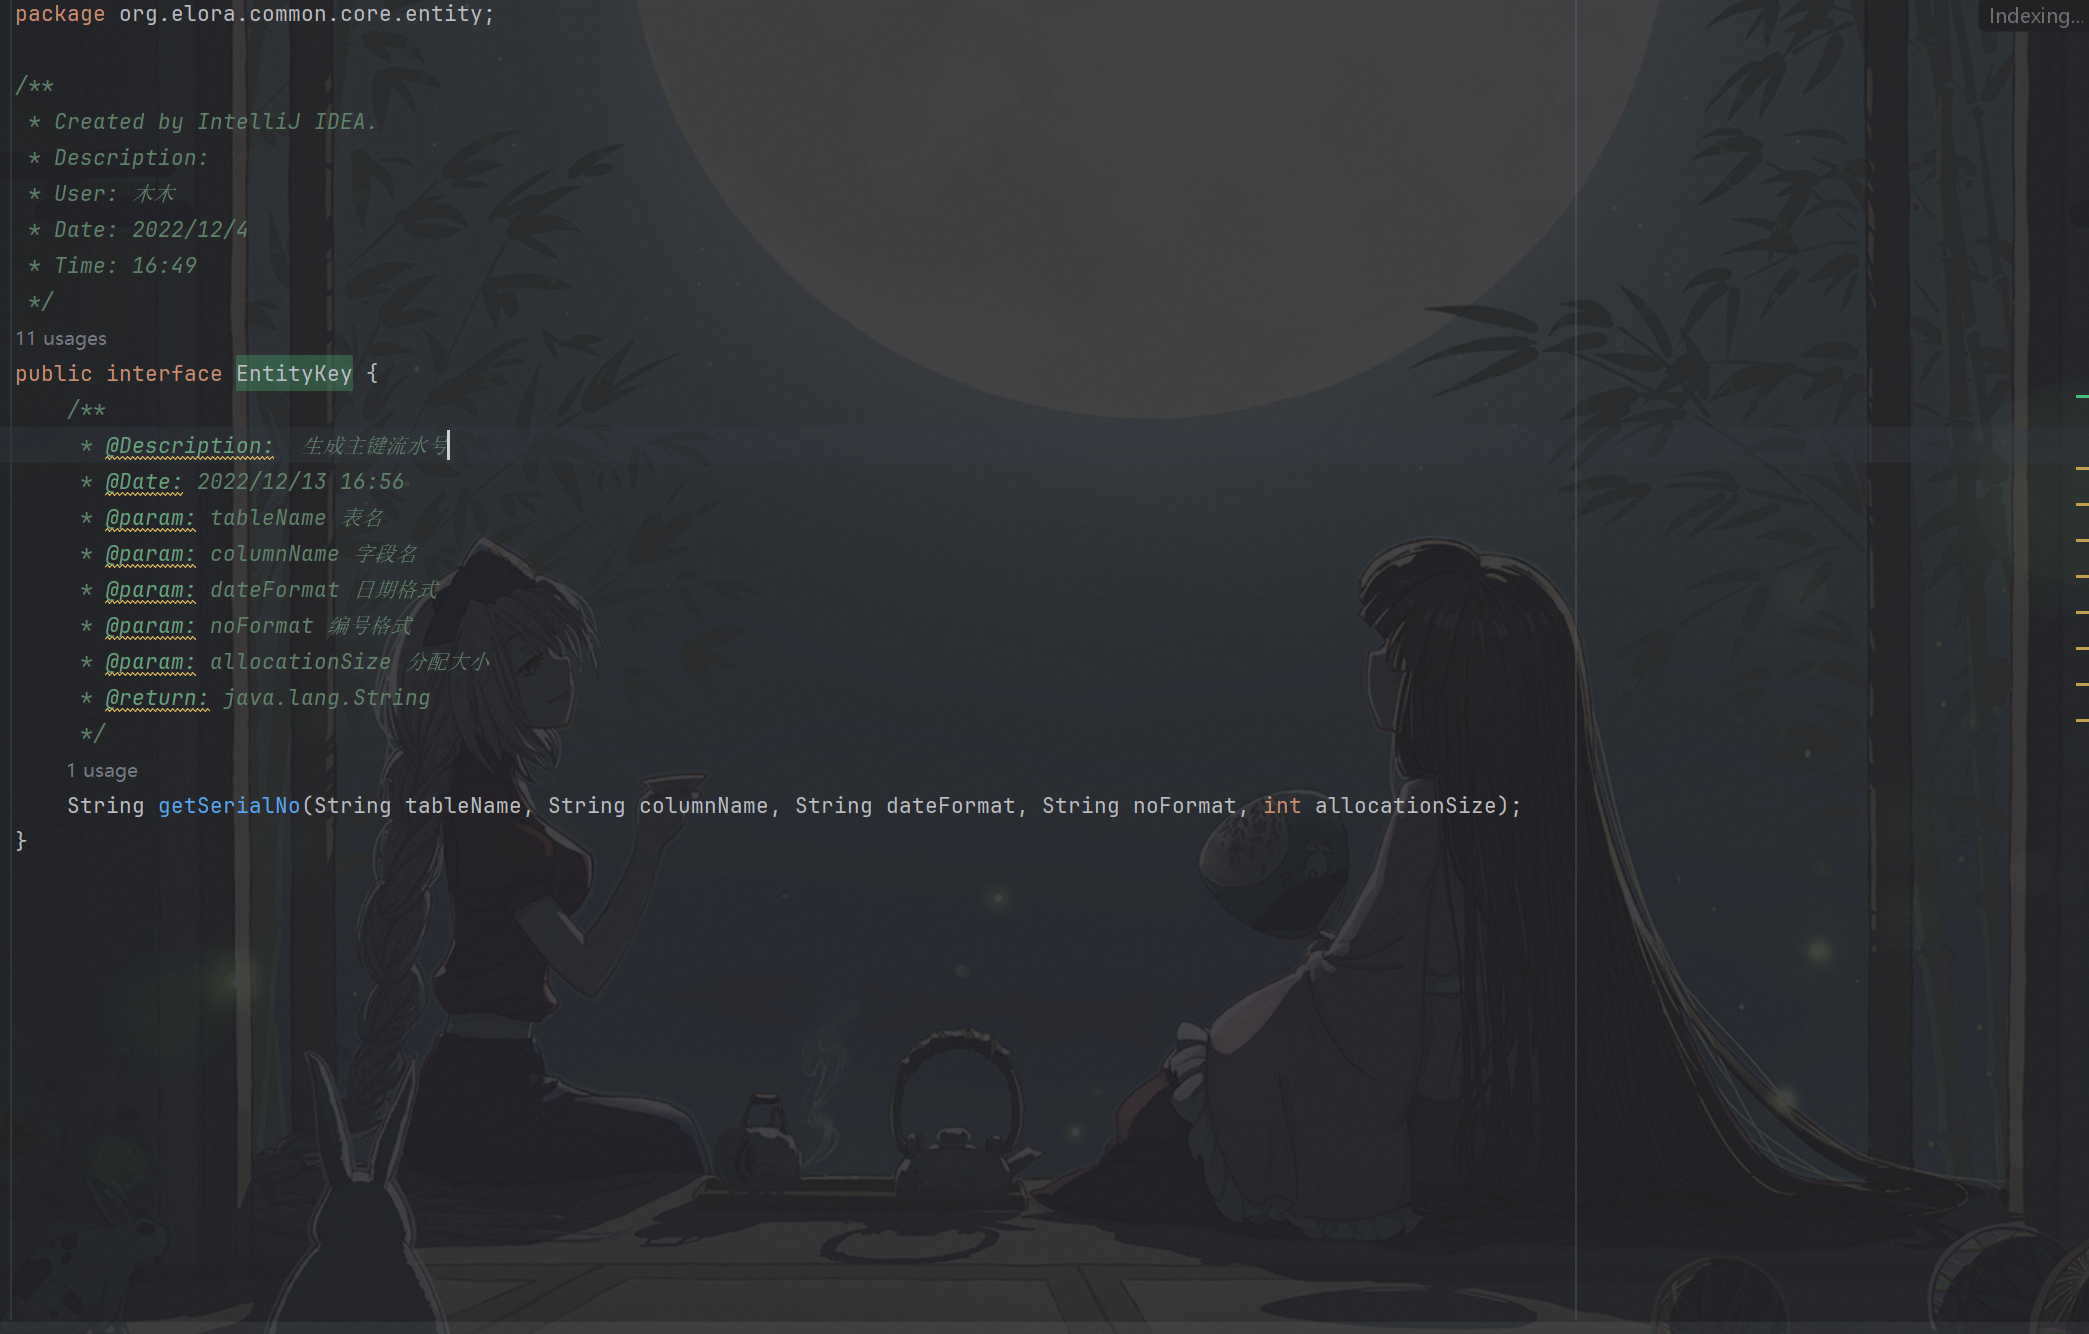 package org.elora.common.core.entity;
Indexing...
/**
* Created by IntelliJ IDEA.
* Description:
* User: 木木
* Date: 2022/12/4
* Time: 16:49
*/
11 usages
public interface EntityKey {
/**
* @Description:  生成主键流水号
* @Date: 2022/12/13 16:56
* @param: tableName 表名
* @param: columnName 字段名
* @param: dateFormat 日期格式
* @param: noFormat 编号格式
* @param: allocationSize 分配大小
* @return: java.lang.String
*/
1 usage
String getSerialNo(String tableName, String columnName, String dateFormat, String noFormat, int allocationSize);
}